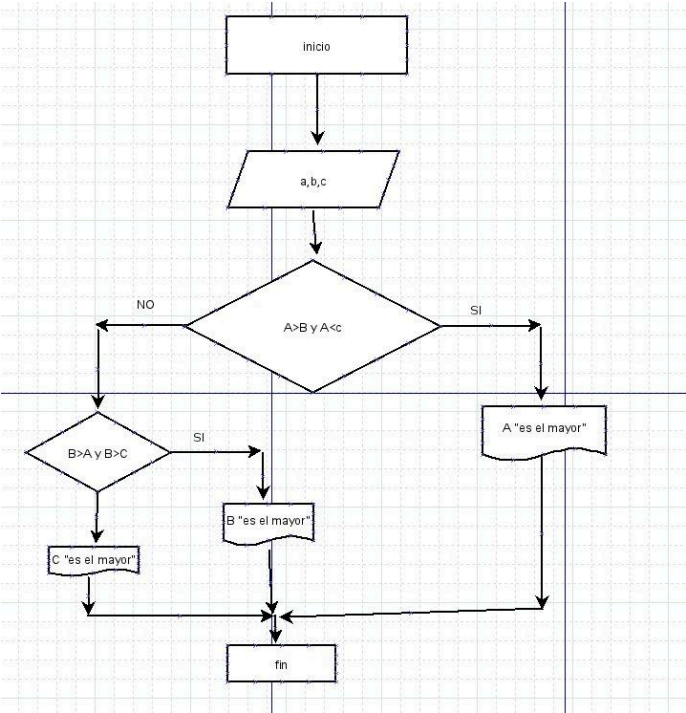 inicio
a,b,c
A>B y A<c
NO
SI
A "es el mayor"
B>A y B>C
SI
B "es el mayor"
C "es el mayor"
fin